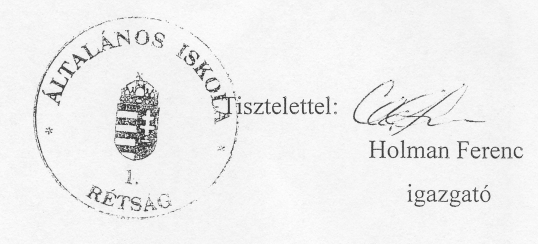 ÁLTALÁNOS ISKOLA
1.
RÉTSÁG
Tisztelettel:
Holman Ferenc
igazgató